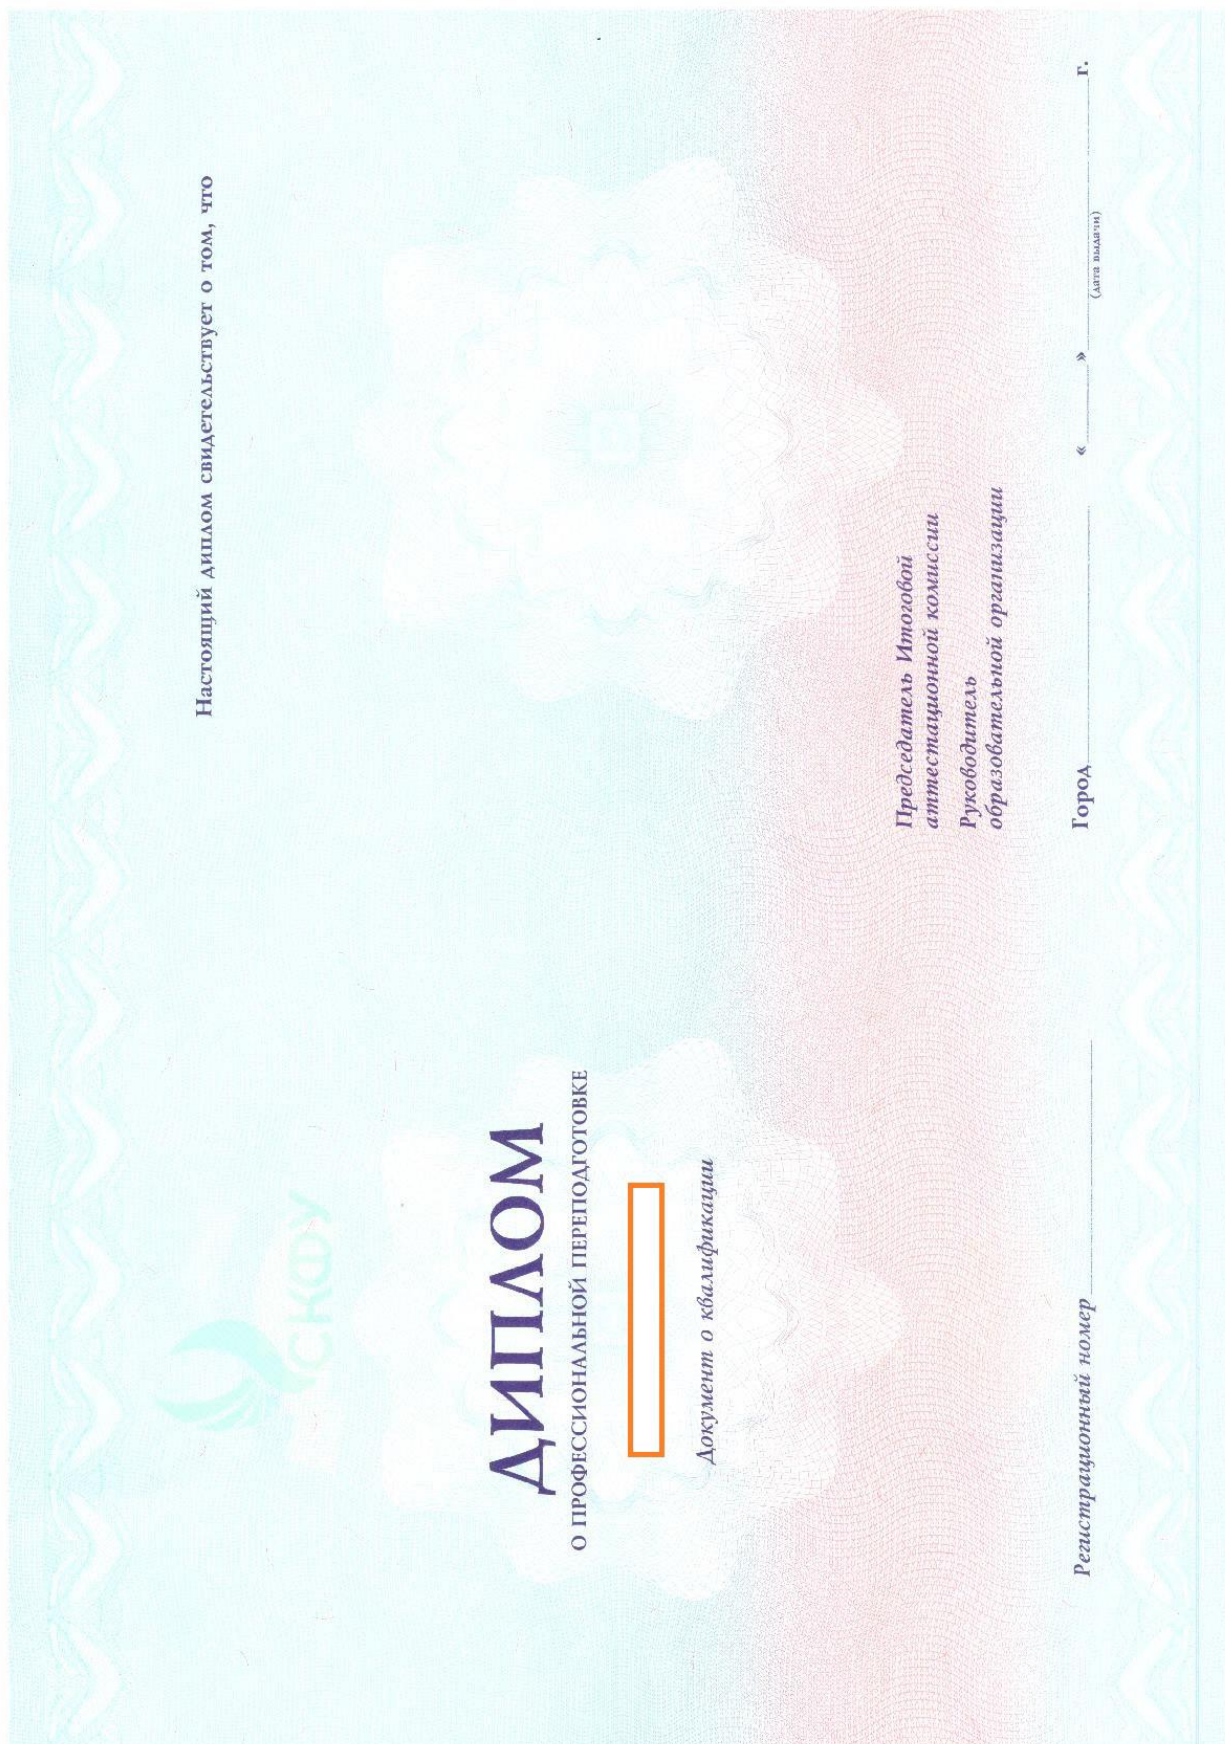 СКФУ
ДИПЛОМ
О ПРОФЕССИОНАЛЬНОЙ ПЕРЕПОДГОТОВКЕ
Документ о квалификации
Регистрационный номер
Настоящий диплом свидетельствует о том, что
Председатель Итоговой
аттестационной комиссии
Руководитель
образовательной организации
Город « » г.
(дата выдачи)